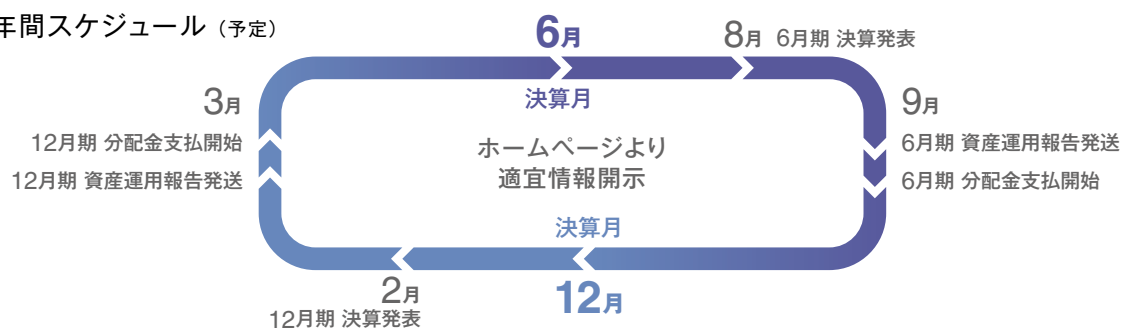 年間スケジュール（予定）
6月
決算月
8月 6月期 決算発表
9月
6月期 資産運用報告発送
6月期 分配金支払開始
ホームページより
適宜情報開示
決算月
12月
2月
12月期 決算発表
3月
12月期 分配金支払開始
12月期 資産運用報告発送